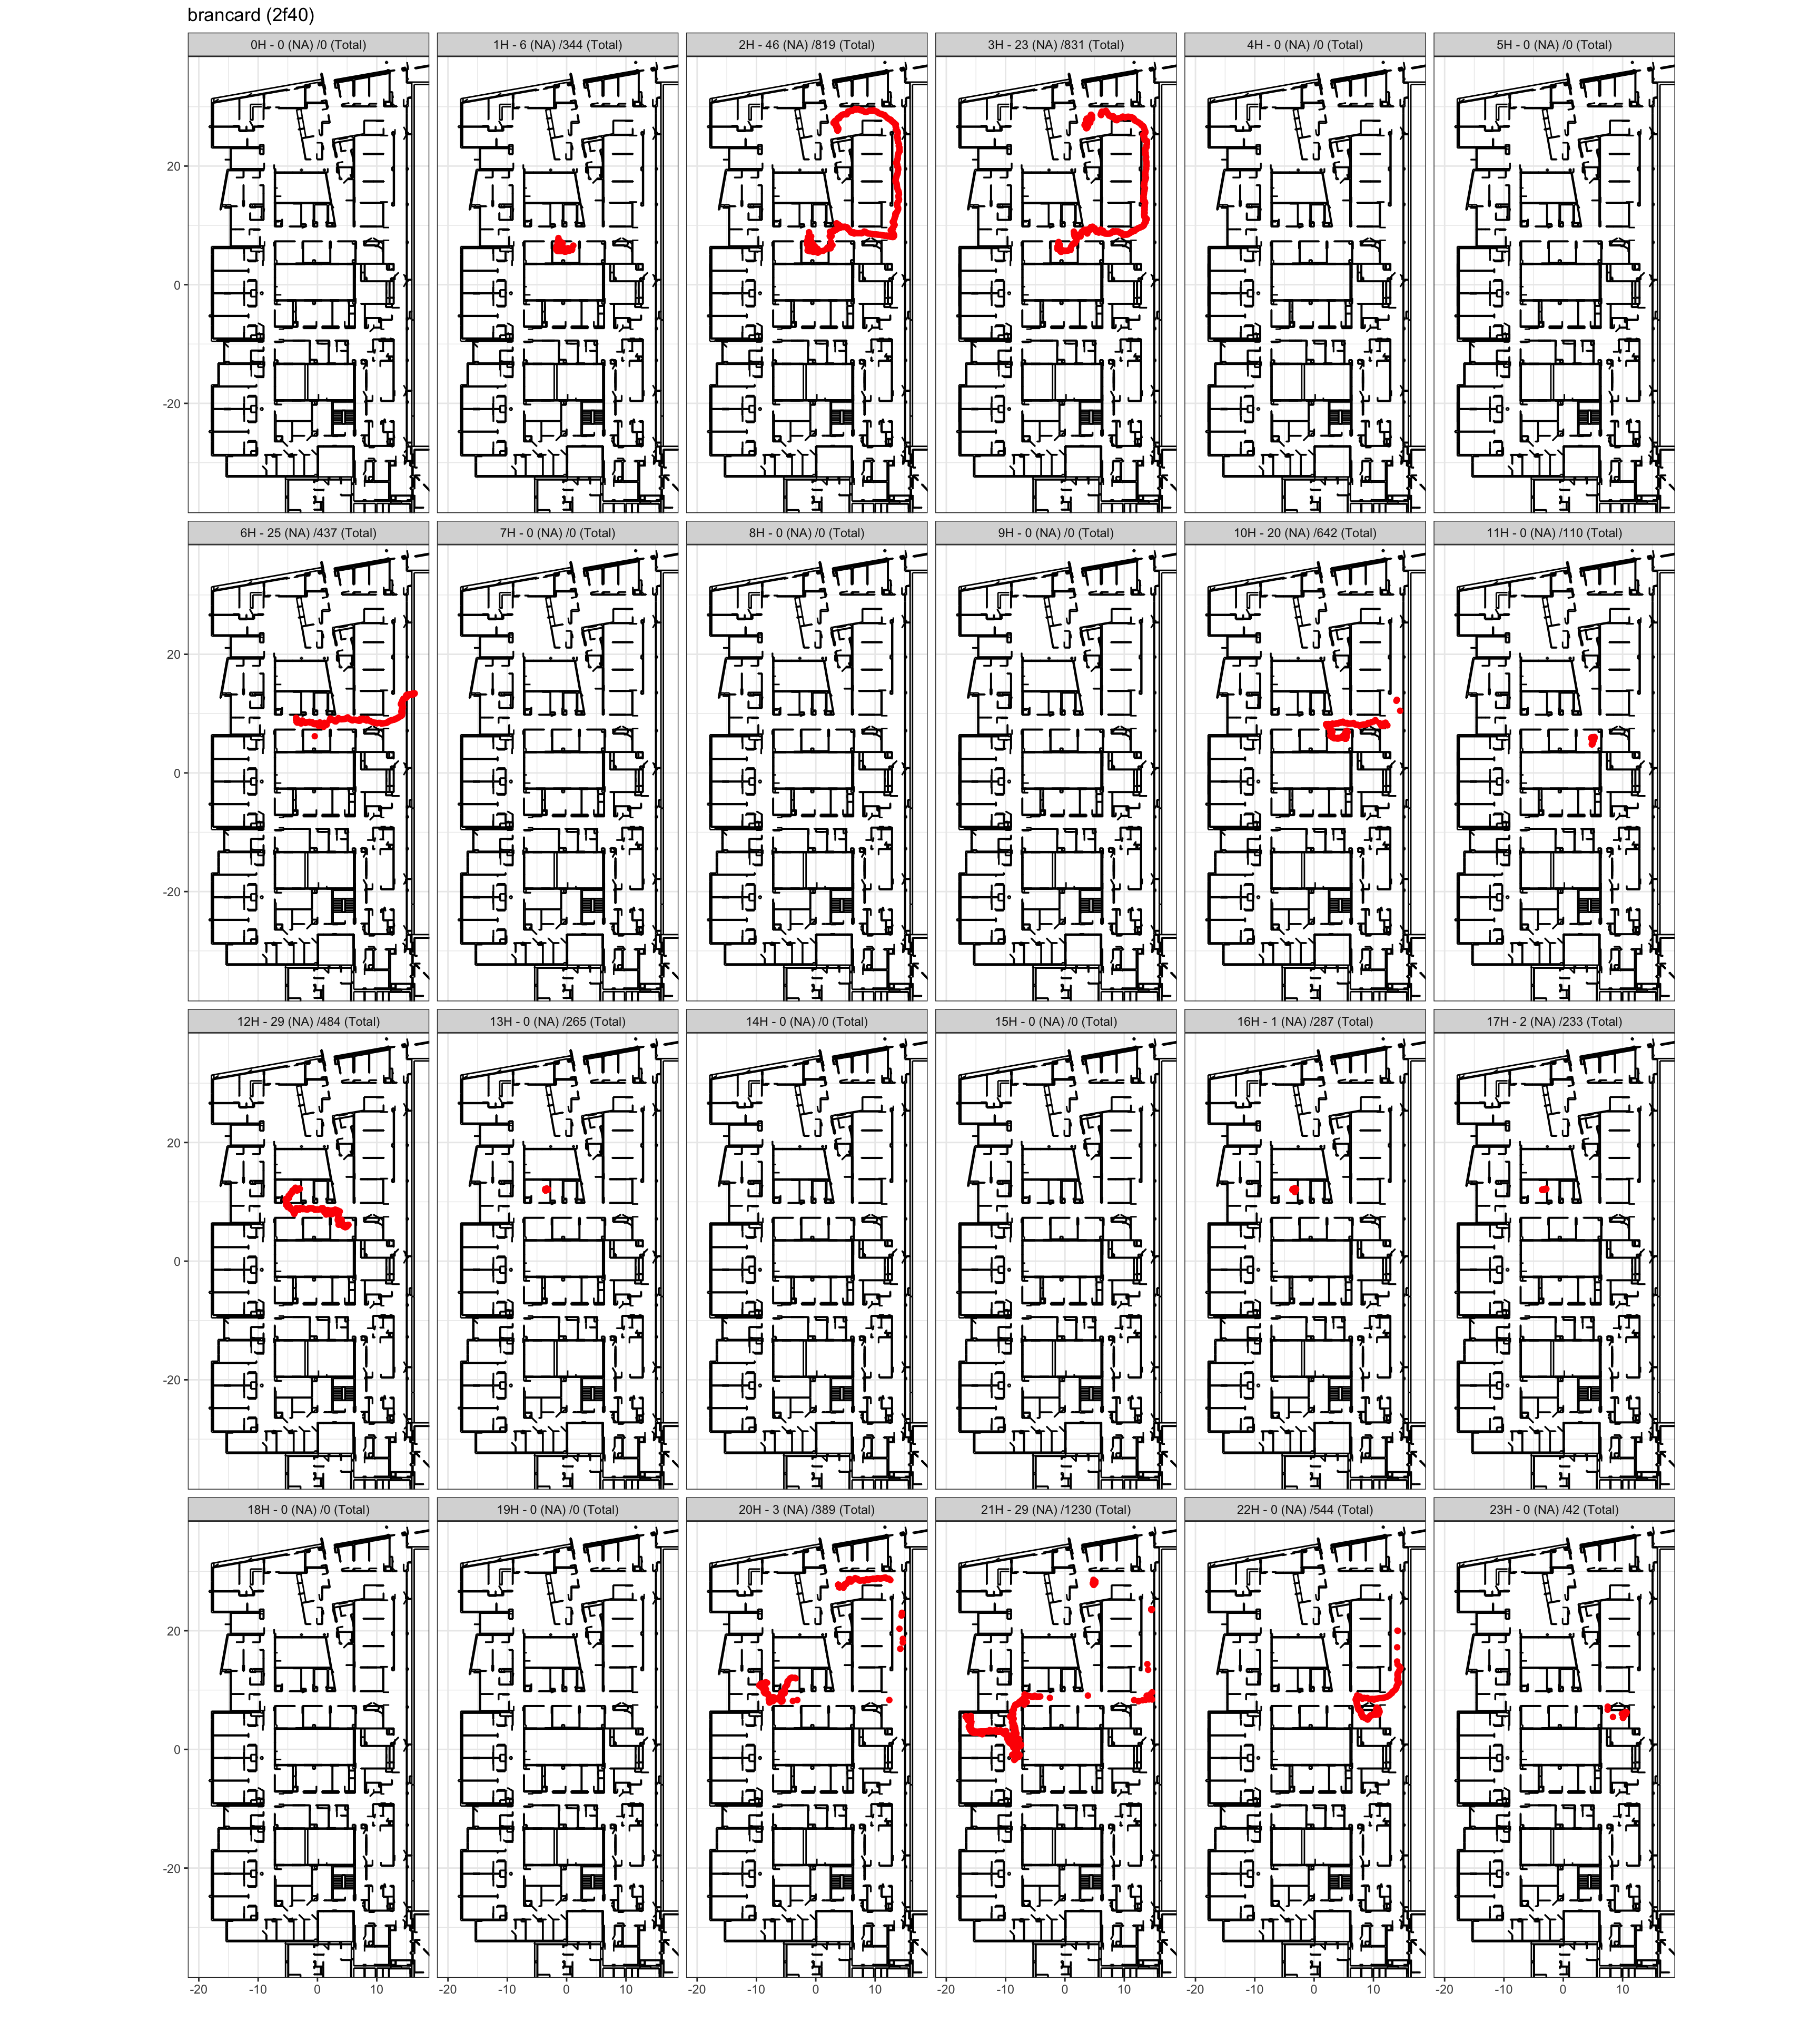 brancard (2f40)
0H - 0 (NA) /0 (Total) 1H - 6 (NA) /344 (Total) 2H - 46 (NA) /819 (Total) 3H - 23 (NA) /831 (Total) 4H - 0 (NA) /0 (Total) 5H - 0 (NA) /0 (Total)
20
0
-20
6H - 25 (NA) /437 (Total) 7H - 0 (NA) /0 (Total) 8H - 0 (NA) /0 (Total) 9H - 0 (NA) /0 (Total) 10H - 20 (NA) /642 (Total) 11H - 0 (NA) /110 (Total)
20
0
-20
12H - 29 (NA) /484 (Total) 13H - 0 (NA) /265 (Total) 14H - 0 (NA) /0 (Total) 15H - 0 (NA) /0 (Total) 16H - 1 (NA) /287 (Total) 17H - 2 (NA) /233 (Total)
20
0
-20
18H - 0 (NA) /0 (Total) 19H - 0 (NA) /0 (Total) 20H - 3 (NA) /389 (Total) 21H - 29 (NA) /1230 (Total) 22H - 0 (NA) /544 (Total) 23H - 0 (NA) /42 (Total)
20
0
-20
-20 -10 0 10 -20 -10 0 10 -20 -10 0 10 -20 -10 0 10 -20 -10 0 10 -20 -10 0 10